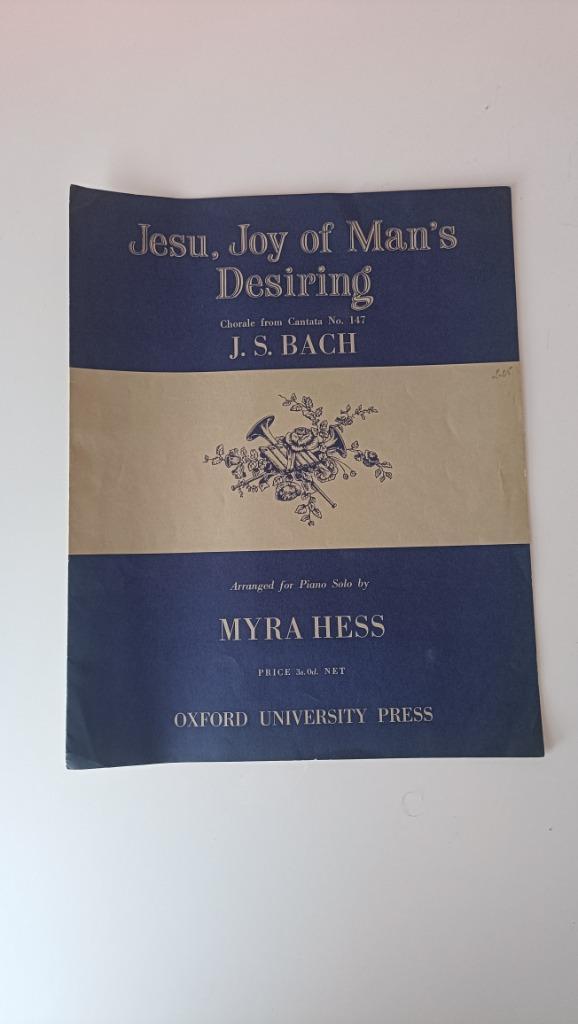 Jesu, Joy of Man's
Desiring
Chorale from Cantata No. 147
J. S. BACH
Arranged for Piano Solo by
MYRA HESS
PRICE 3s. 0d. NET
OXFORD UNIVERSITY PRESS